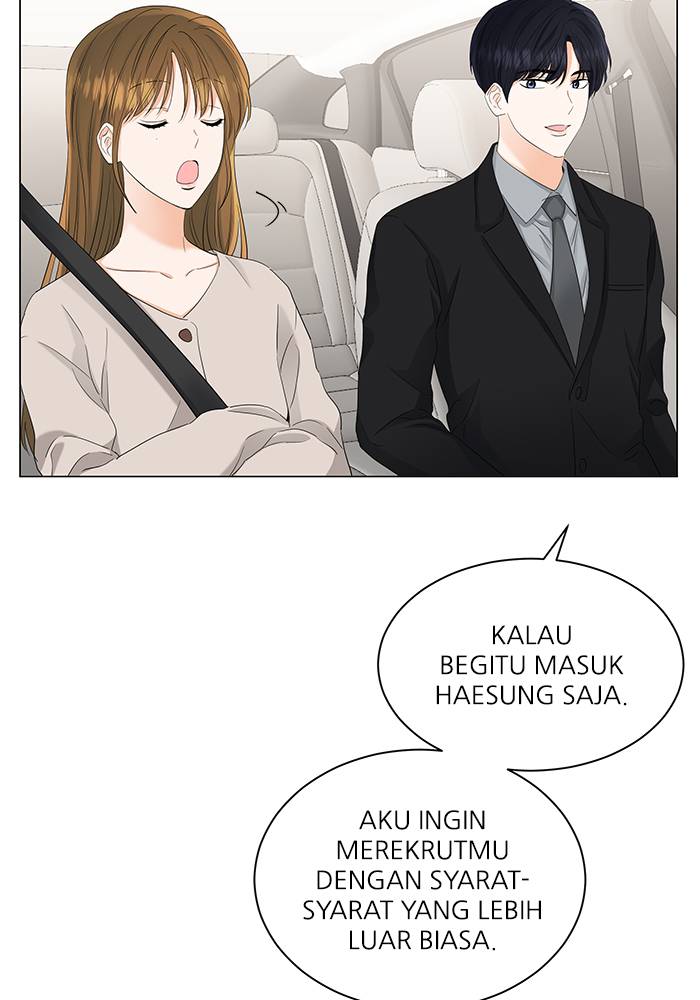 KALAU
BEGITU MASUK
HAESUNG SAJA.
AKU INGIN
MEREKRUTMU
DENGAN SYARAT-
SYARAT YANG LEBIH
LUAR BIASA.